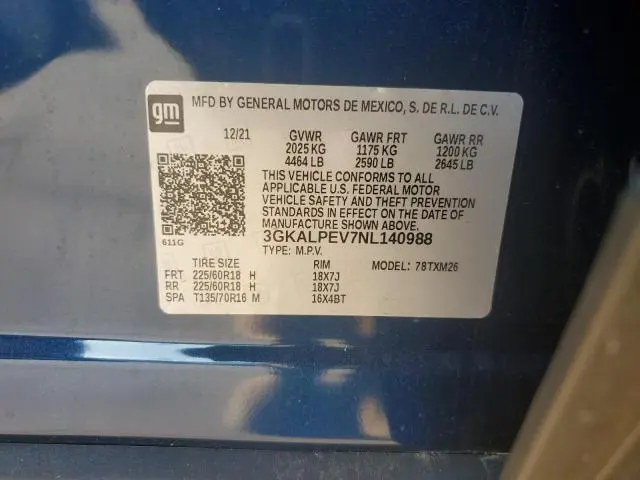 gm
MFD BY GENERAL MOTORS DE MEXICO, S. DE R.L. DE C.V.
12/21 GVWR GAWR FRT GAWR RR
2025 KG 1175 KG 1200 KG
4464 LB 2590 LB 2645 LB
THIS VEHICLE CONFORMS TO ALL
APPLICABLE U.S. FEDERAL MOTOR
VEHICLE SAFETY AND THEFT PREVENTION
STANDARDS IN EFFECT ON THE DATE OF
MANUFACTURE SHOWN ABOVE.
611G 3GKALPEV7NL140988
TYPE: M.P.V. MODEL: 78TXM26
TIRE SIZE RIM
FRT 225/60R18 H 18X7J
RR 225/60R18 H 18X7J
SPA T135/70R16 M 16X4BT